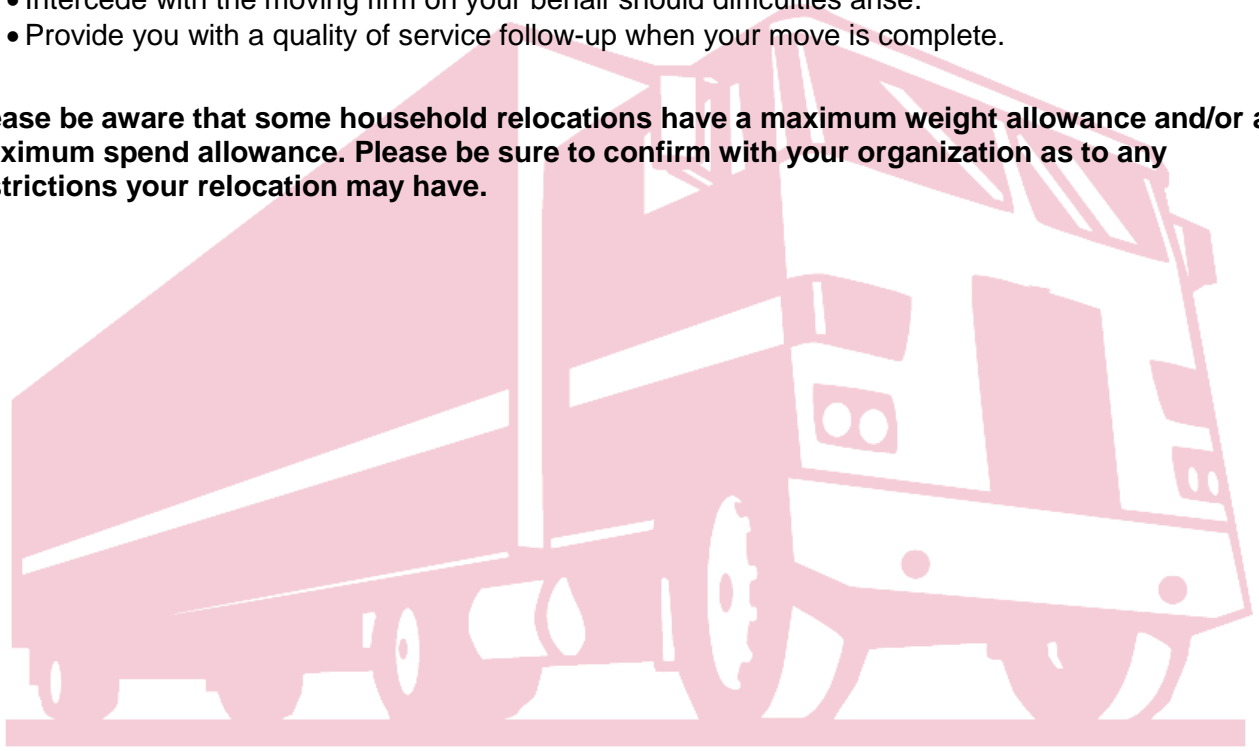 • Intercede with the moving firm on your behalf should difficulties arise.
• Provide you with a quality of service follow-up when your move is complete.
ease be aware that some household relocations have a maximum weight allowance and/or a
ximum spend allowance. Please be sure to confirm with your organization as to any
strictions your relocation may have.